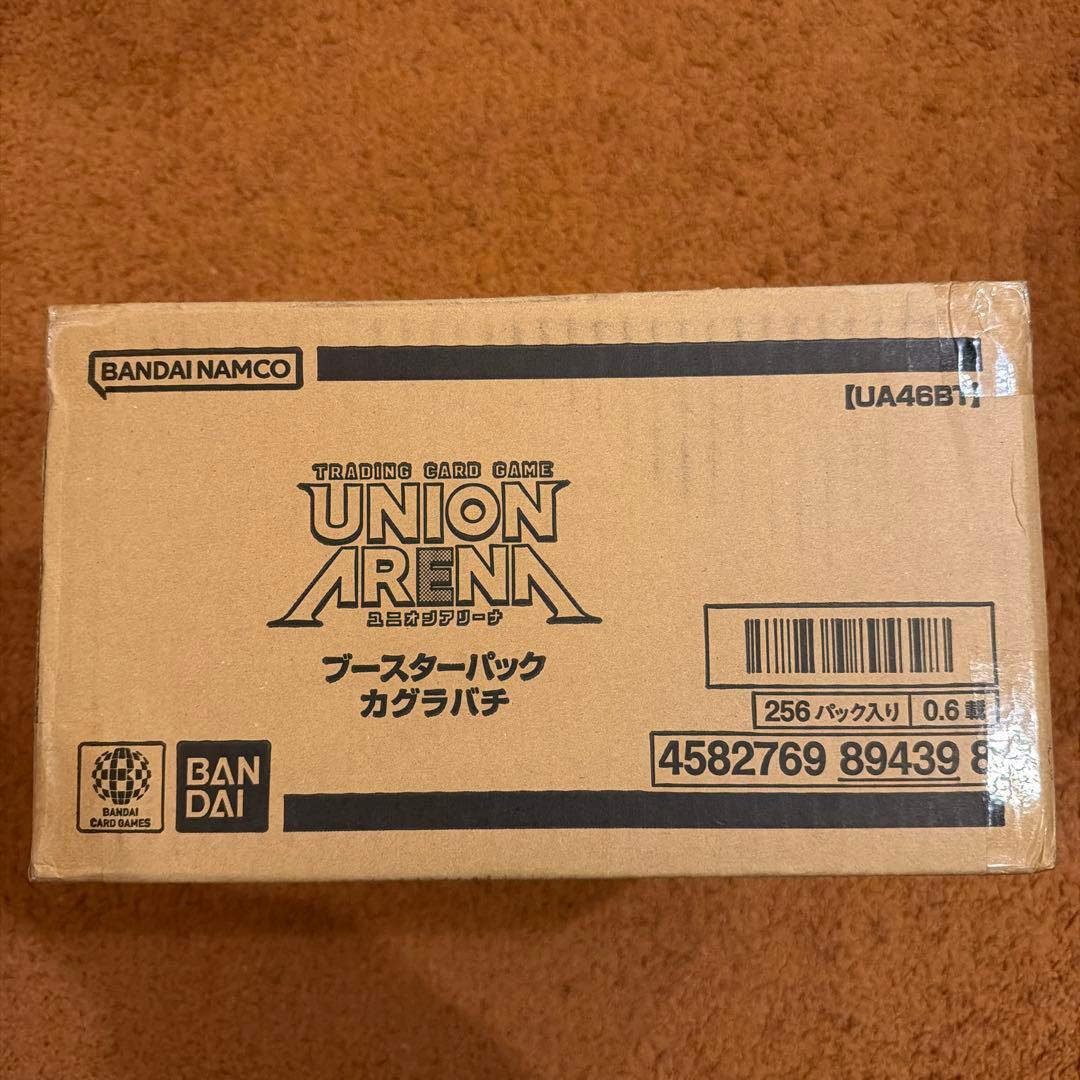 BANDAI NAMCO
【UA46BT】
TRADING CARD GAME
UNION
ARENA
ユニオンアリーナ
ブースターパック
カグラバチ
256 パック入り
0.6 載
4582769 89439 8
BANDAI
CARD GAMES
BAN
DAI